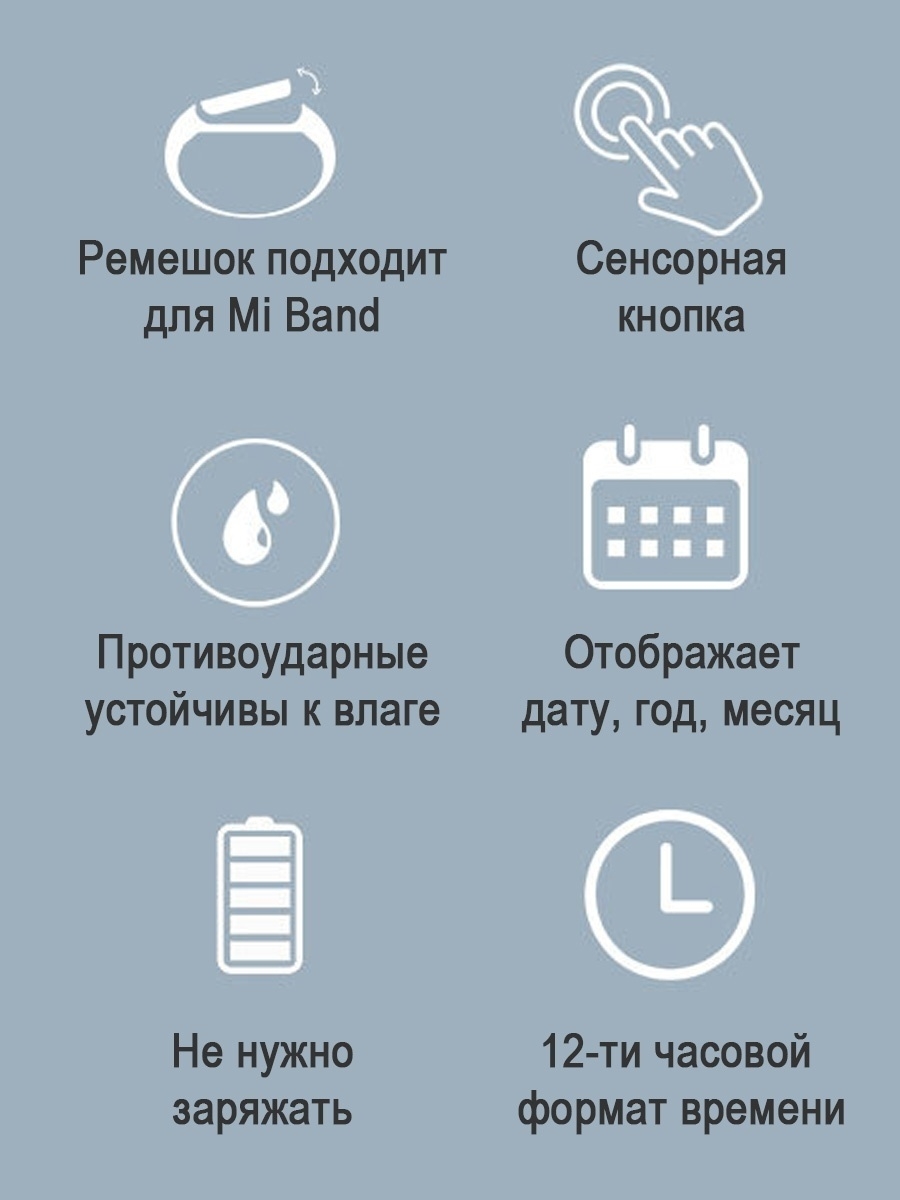 Ремешок подходит
для Mi Band
Сенсорная
кнопка
Противоударные
устойчивы к влаге
Отображает
дату, год, месяц
Не нужно
заряжать
12-ти часовой
формат времени